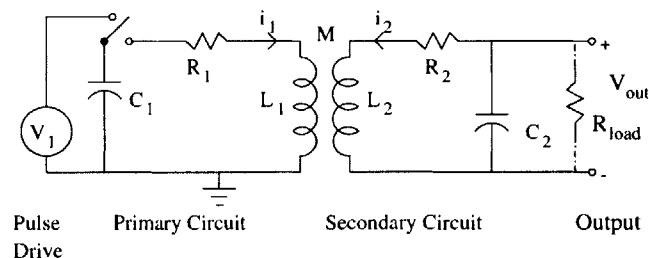 i1
M
i2
R1
R2
+
C1
L1
L2
Vout
V1
C2
Rload
-
Pulse Drive
Primary Circuit
Secondary Circuit
Output